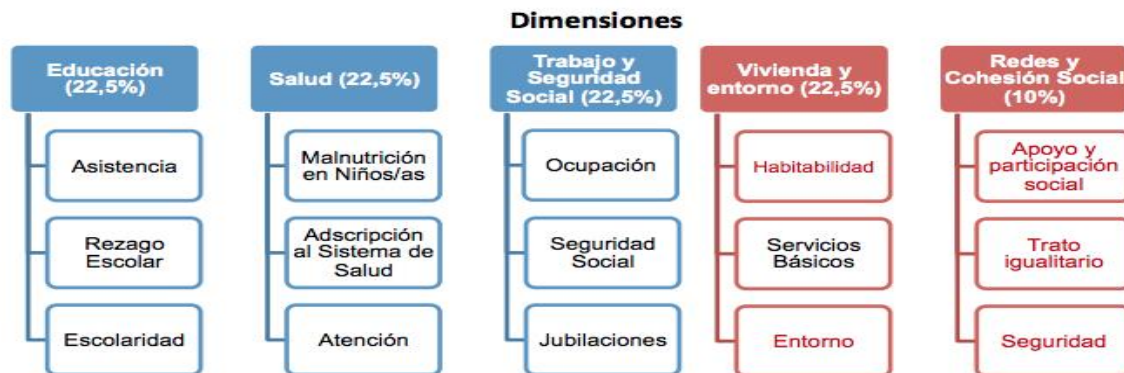 Dimensiones
Educación
(22,5%)
Asistencia
Rezago
Escolar
Escolaridad
Salud (22,5%)
Malnutrición
en Niños/as
Adscripción
al Sistema de
Salud
Atención
Trabajo y
Seguridad
Social (22,5%)
Ocupación
Seguridad
Social
Jubilaciones
Vivienda y
entorno (22,5%)
Habitabilidad
Servicios
Básicos
Entorno
Redes y
Cohesión Social
(10%)
Apoyo y
participación
social
Trato
igualitario
Seguridad